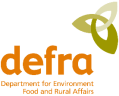 defra
Department for Environment
Food and Rural Affairs